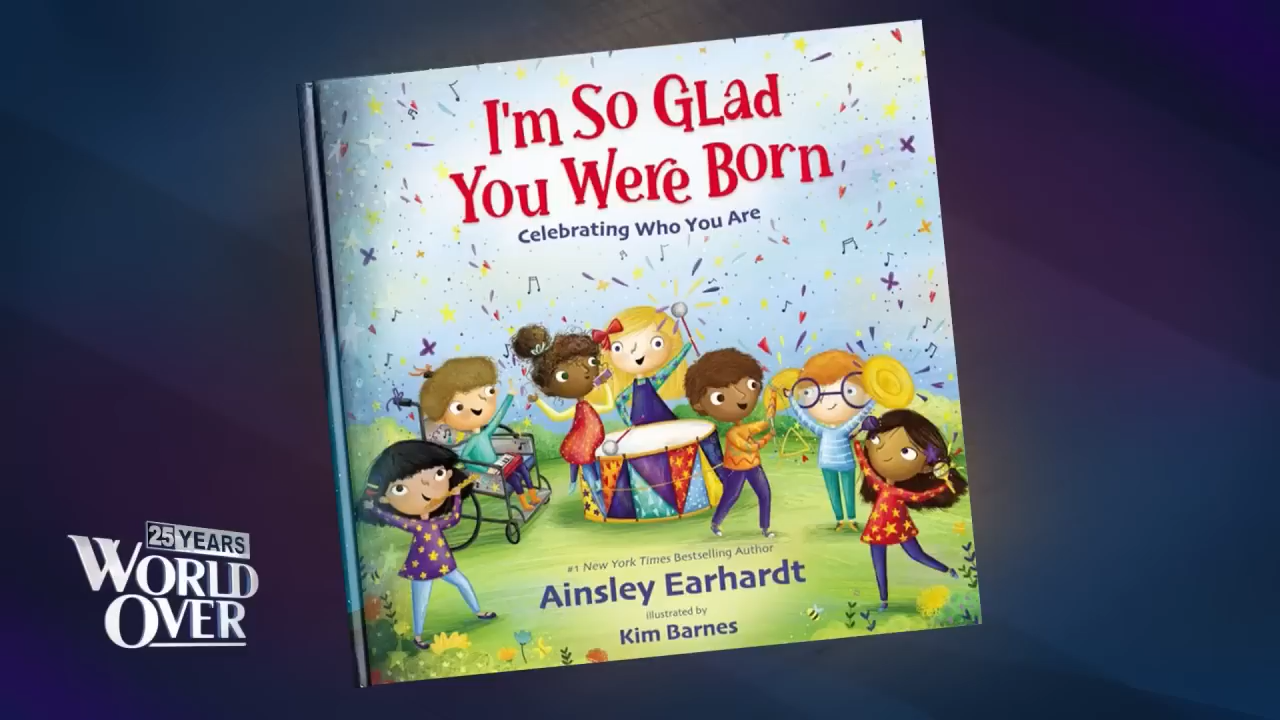 I'm So Glad
You Were Born
Celebrating Who You Are
#1 New York Times Bestselling Author
Ainsley Earhardt
illustrated by
Kim Barnes
25 YEARS
WORLD
OVER